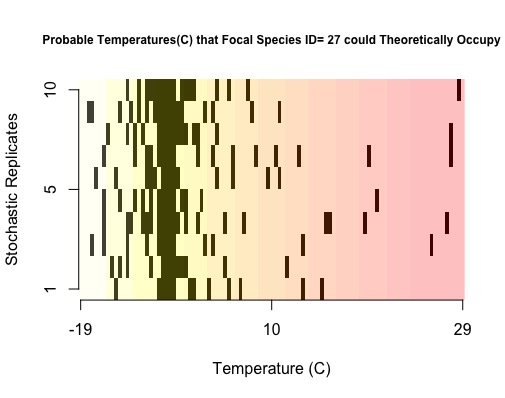 Probable Temperatures(C) that Focal Species ID= 27 could Theoretically Occupy
10
5
1
Stochastic Replicates
-19 10 29
Temperature (C)